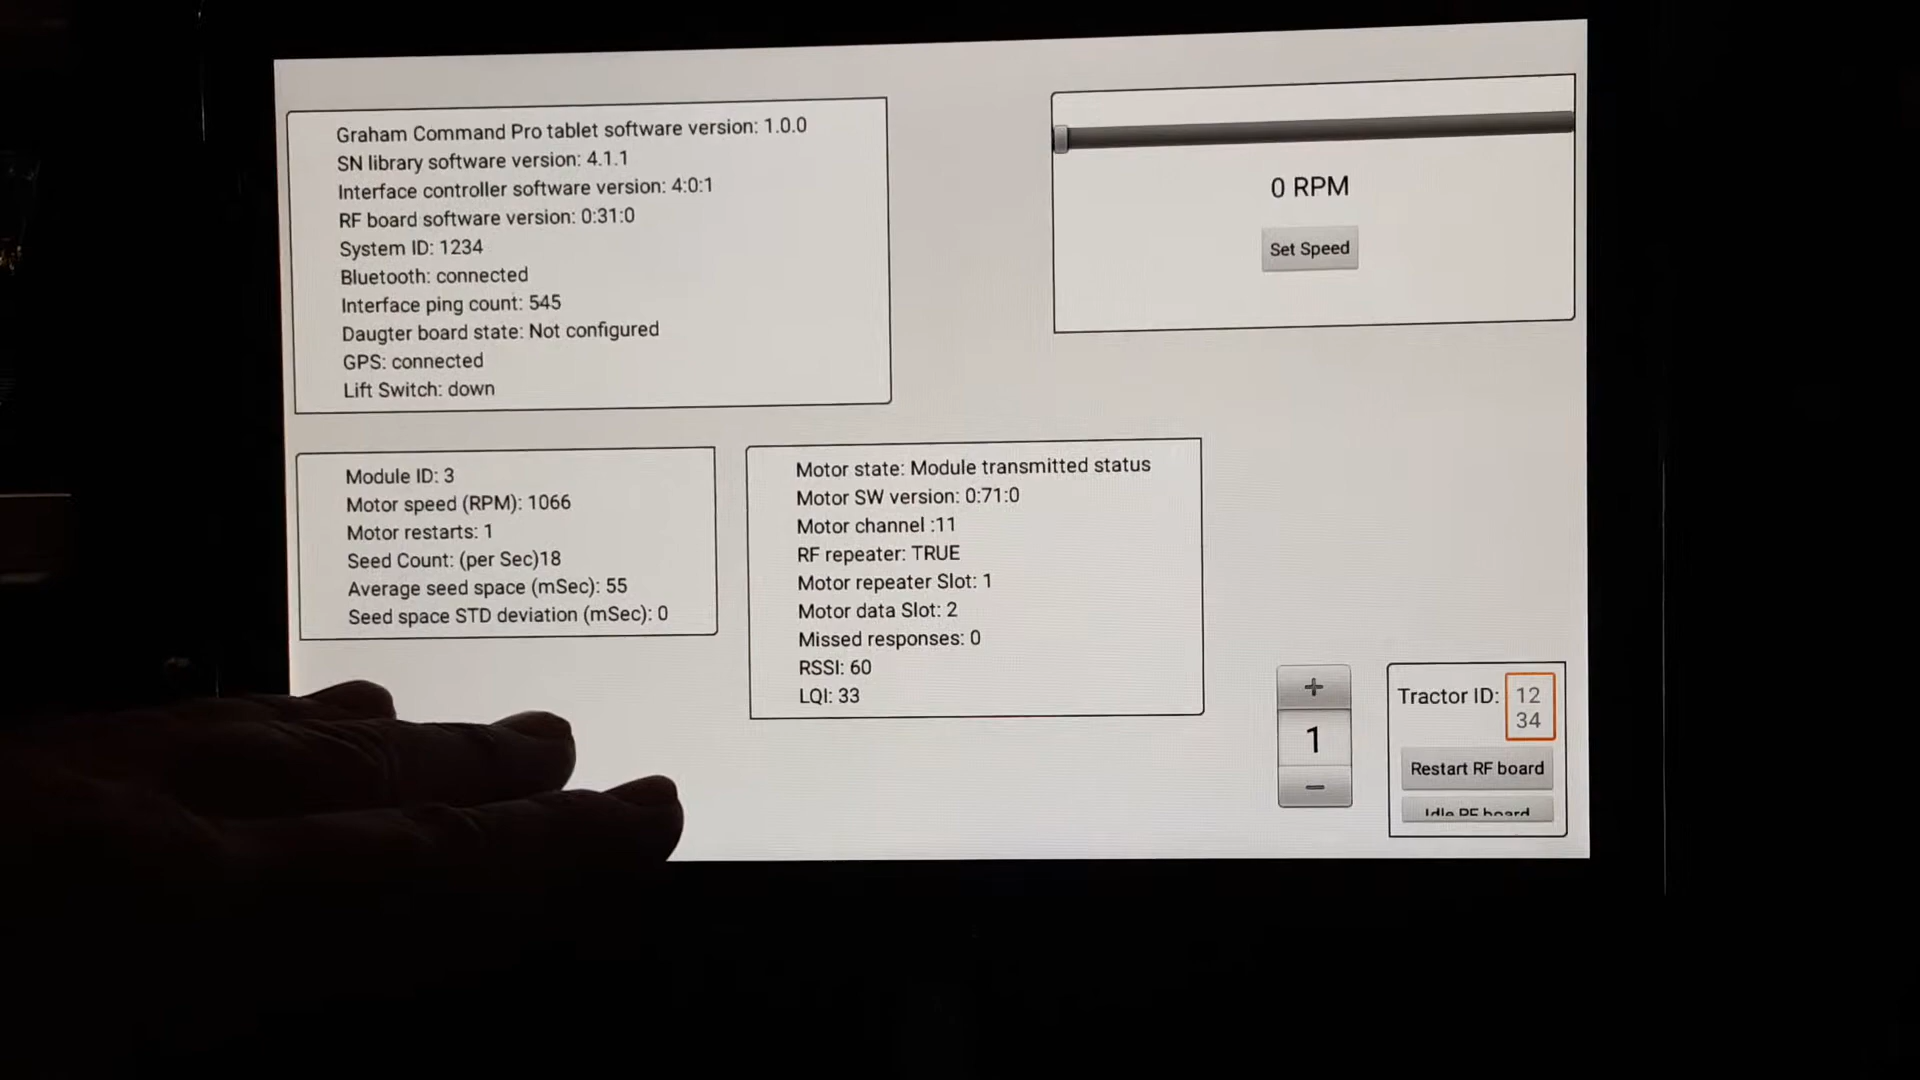 Graham Command Pro tablet software version: 1.0.0
SN library software version: 4.1.1
Interface controller software version: 4:0:1
RF board software version: 0:31:0
System ID: 1234
Bluetooth: connected
Interface ping count: 545
Daugter board state: Not configured
GPS: connected
Lift Switch: down
0 RPM
Set Speed
Module ID: 3
Motor speed (RPM): 1066
Motor restarts: 1
Seed Count: (per Sec)18
Average seed space (mSec): 55
Seed space STD deviation (mSec): 0
Motor state: Module transmitted status
Motor SW version: 0:71:0
Motor channel :11
RF repeater: TRUE
Motor repeater Slot: 1
Motor data Slot: 2
Missed responses: 0
RSSI: 60
LQI: 33
+
1
−
Tractor ID: 12
34
Restart RF board
Idle RF board